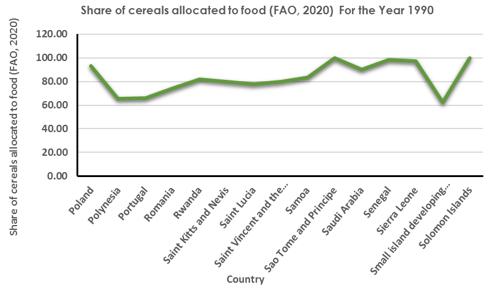 Share of cereals allocated to food (FAO, 2020) For the Year 1990
Share of cereals allocated to food (FAO, 2020)
120.00
100.00
80.00
60.00
40.00
20.00
0.00
Poland
Polynesia
Portugal
Romania
Rwanda
Saint Kitts and Nevis
Saint Lucia
Saint Vincent and the...
Samoa
Sao Tome and Principe
Saudi Arabia
Senegal
Sierra Leone
Small island developing...
Solomon Islands
Country